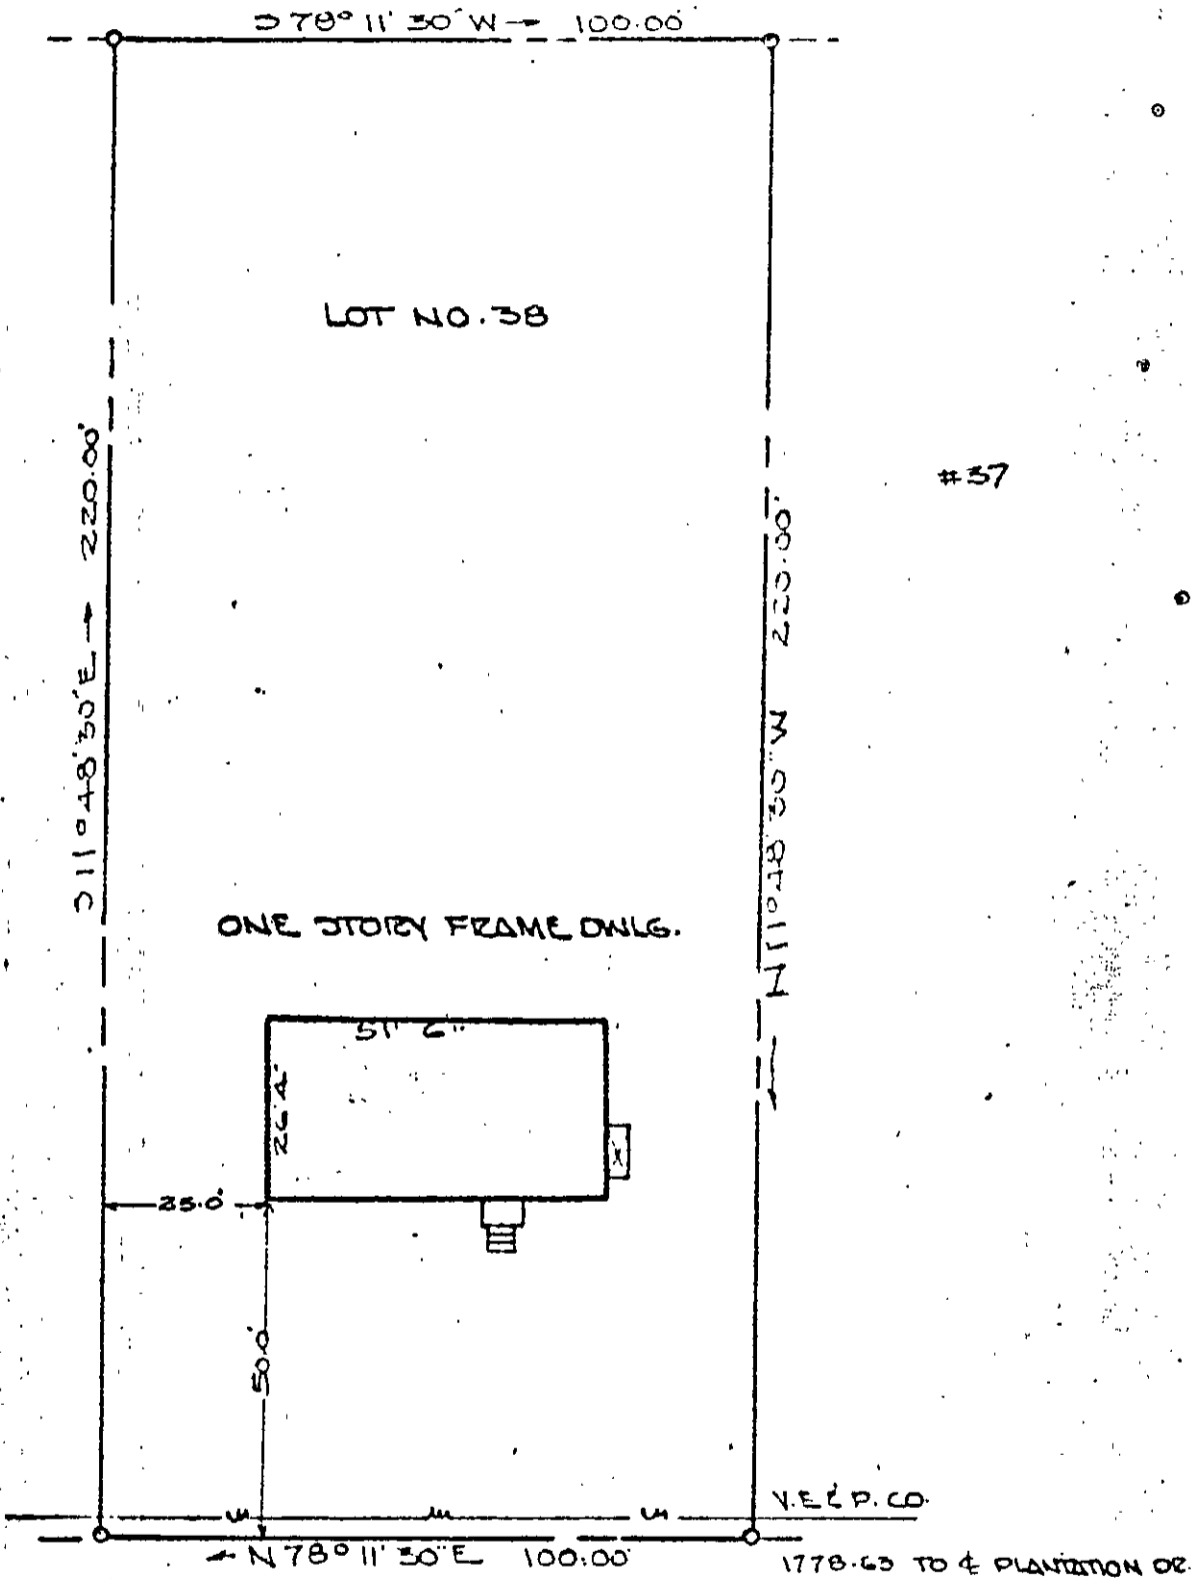 S 78° 11' 30" W → 100.00'
LOT NO. 38
S 11° 48' 30" E → 220.00'
#37
N 11° 48' 30" W 220.00'
ONE STORY FRAME DWLG.
51' 6"
26' 4"
X
25.0'
50.0'
V.E & P. CO.
← N 78° 11' 30" E 100.00'
1778.63 TO ℄ PLANTATION DR.